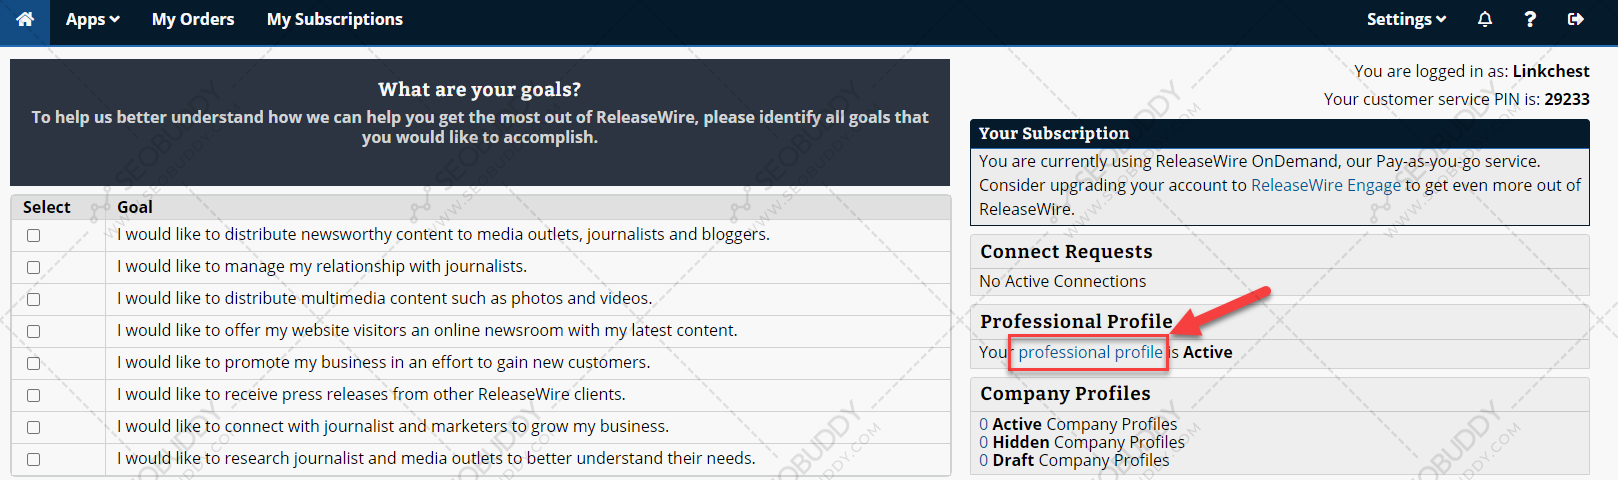 Apps My Orders My Subscriptions Settings ?
What are your goals?
To help us better understand how we can help you get the most out of ReleaseWire, please identify all goals that
you would like to accomplish.
Select Goal
I would like to distribute newsworthy content to media outlets, journalists and bloggers.
I would like to manage my relationship with journalists.
I would like to distribute multimedia content such as photos and videos.
I would like to offer my website visitors an online newsroom with my latest content.
I would like to promote my business in an effort to gain new customers.
I would like to receive press releases from other ReleaseWire clients.
I would like to connect with journalist and marketers to grow my business.
I would like to research journalist and media outlets to better understand their needs.
You are logged in as: Linkchest
Your customer service PIN is: 29233
Your Subscription
You are currently using ReleaseWire OnDemand, our Pay-as-you-go service.
Consider upgrading your account to ReleaseWire Engage to get even more out of
ReleaseWire.
Connect Requests
No Active Connections
Professional Profile
Your professional profile is Active
Company Profiles
0 Active Company Profiles
0 Hidden Company Profiles
0 Draft Company Profiles
SEOBUDDY
WWW.SEOBUDDY.COM